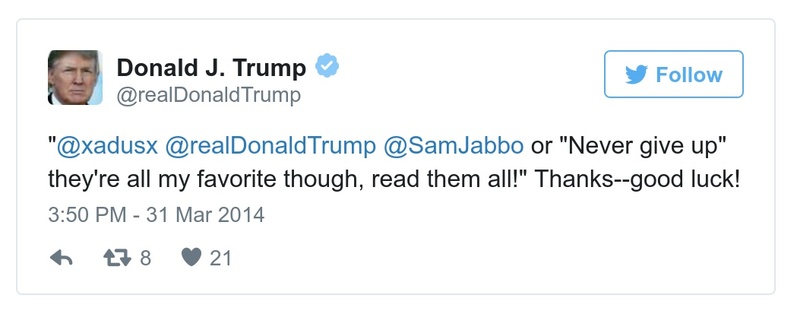 Donald J. Trump
@realDonaldTrump
Follow
"@xadusx @realDonaldTrump @SamJabbo or "Never give up"
they're all my favorite though, read them all!" Thanks--good luck!
3:50 PM - 31 Mar 2014
8 21